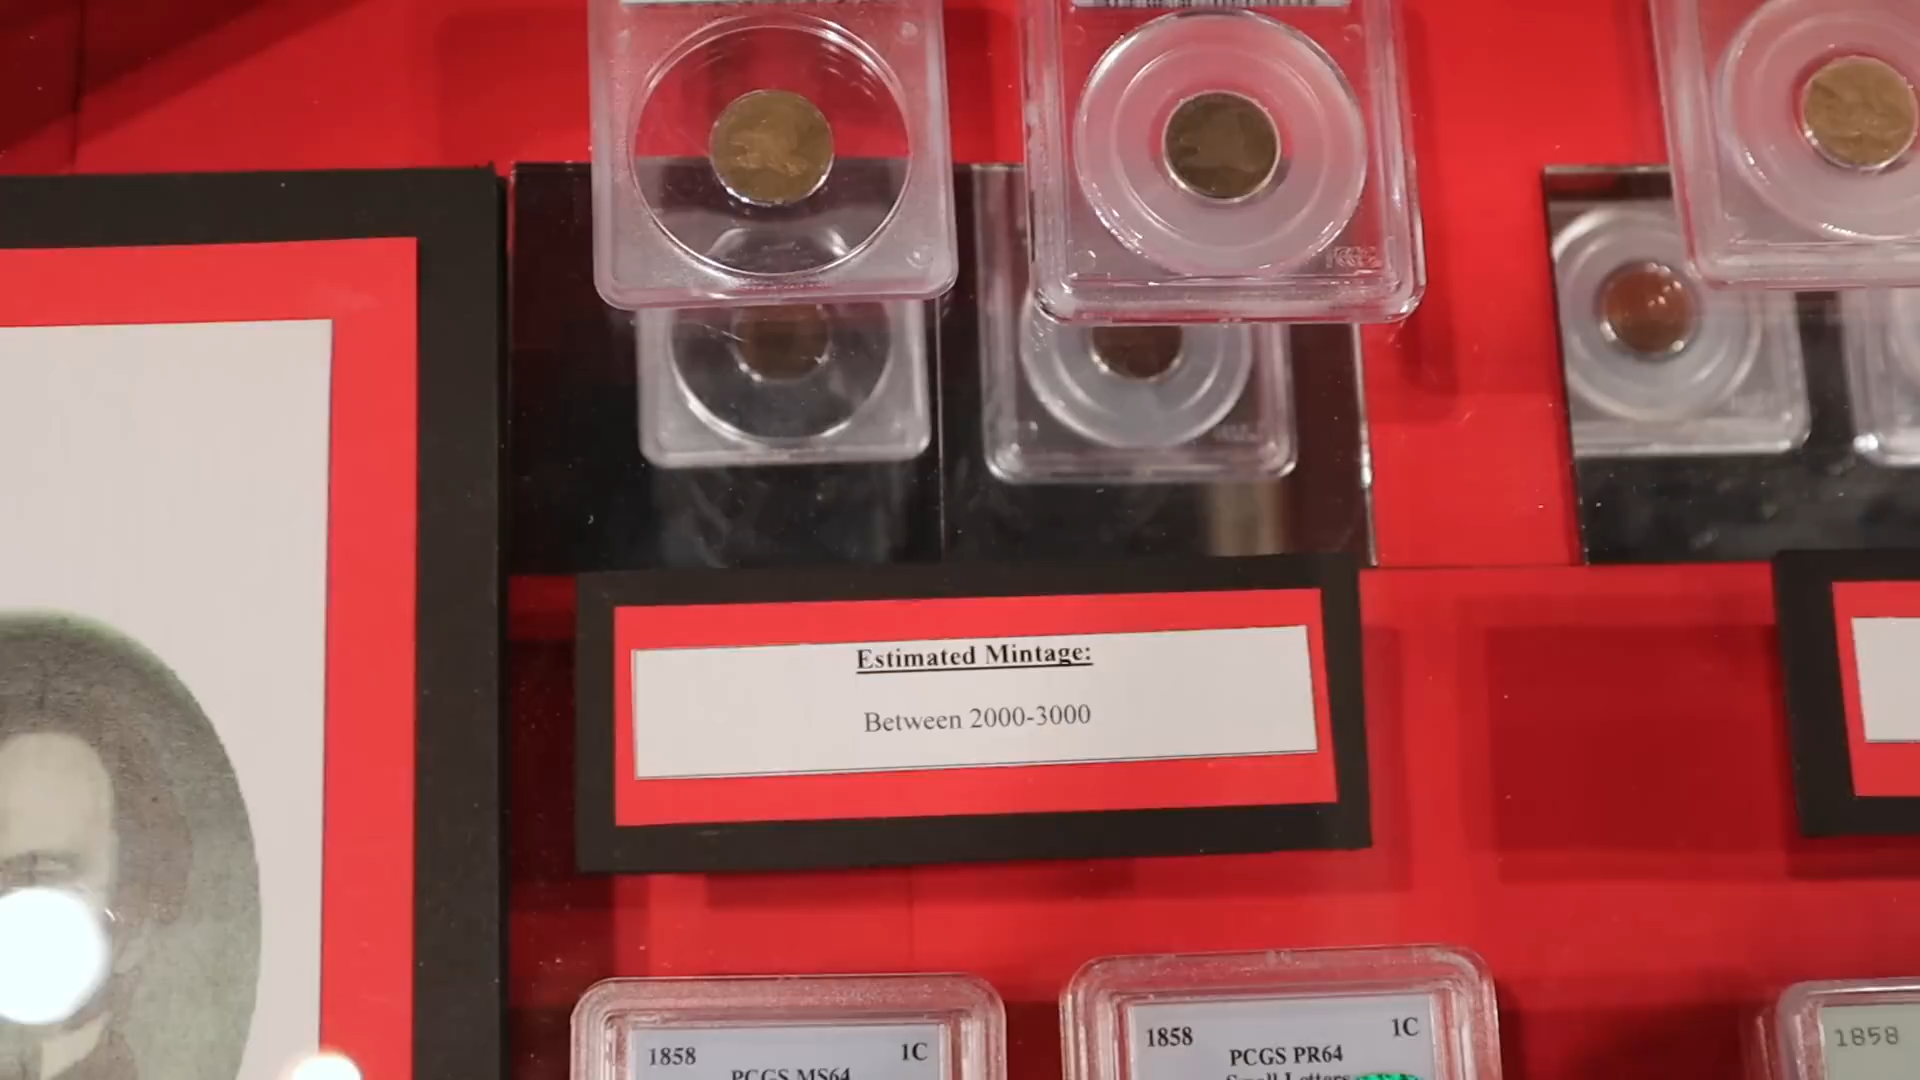 Estimated Mintage:
Between 2000-3000
1858 1C
PCGS MS64
1858 1C
PCGS PR64
Small Letters
1858